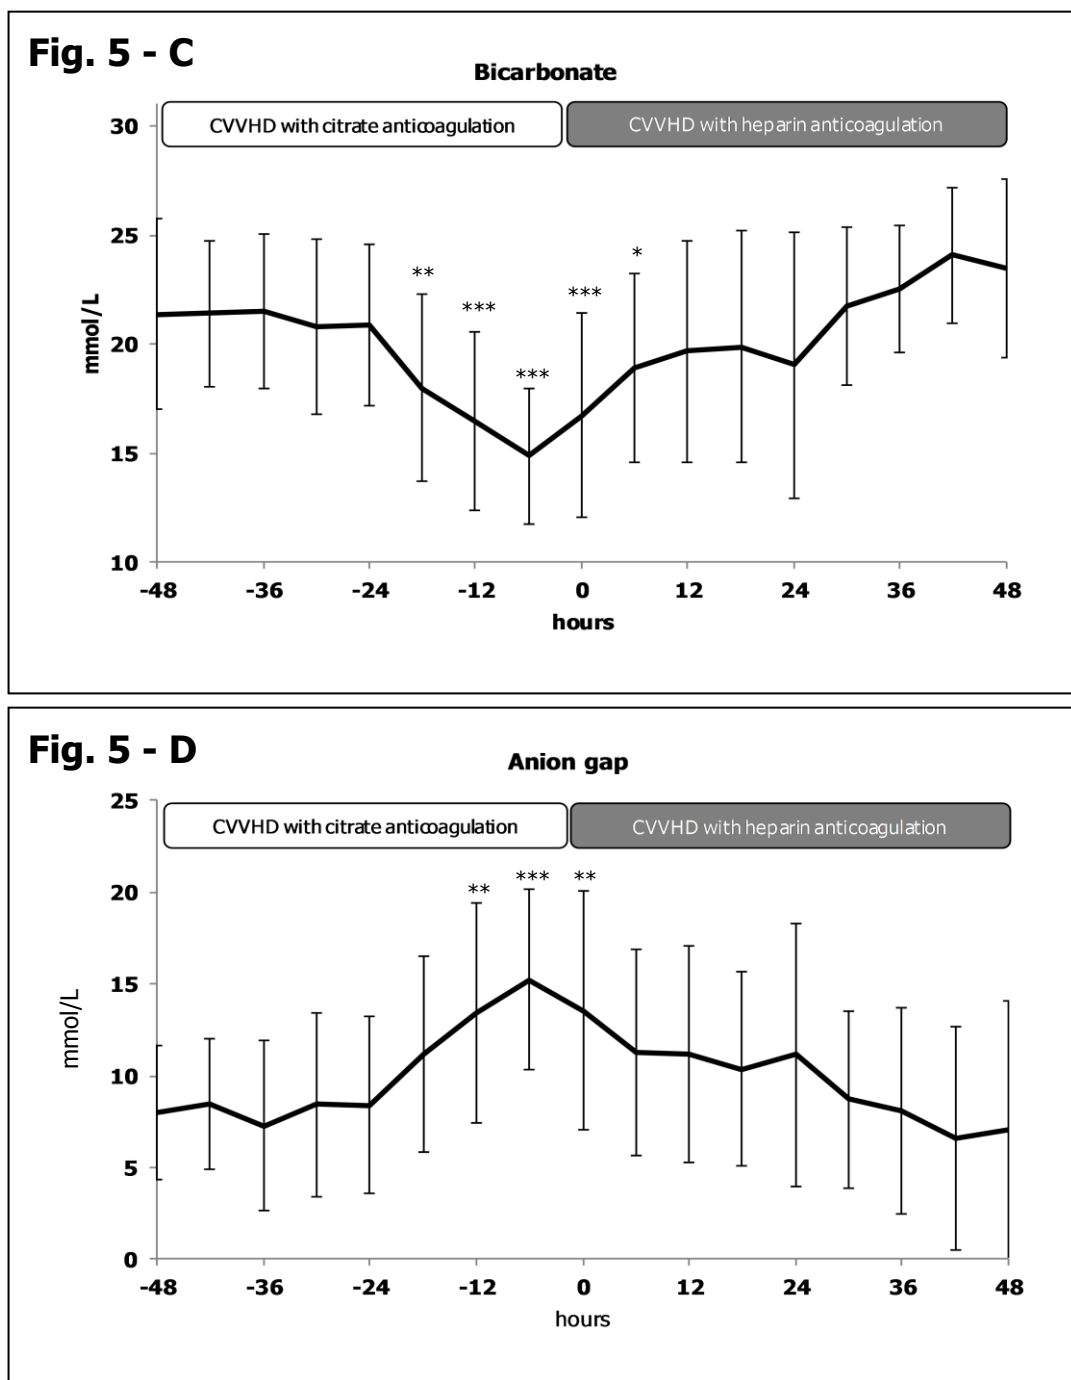 Fig. 5 - C
Bicarbonate
CVVHD with citrate anticoagulation CVVHD with heparin anticoagulation
30
25
20
15
10
mmol/L
** *** *** *** *
-48 -36 -24 -12 0 12 24 36 48
hours
Fig. 5 - D
Anion gap
CVVHD with citrate anticoagulation CVVHD with heparin anticoagulation
25
20
15
10
5
0
mmol/L
** *** **
-48 -36 -24 -12 0 12 24 36 48
hours